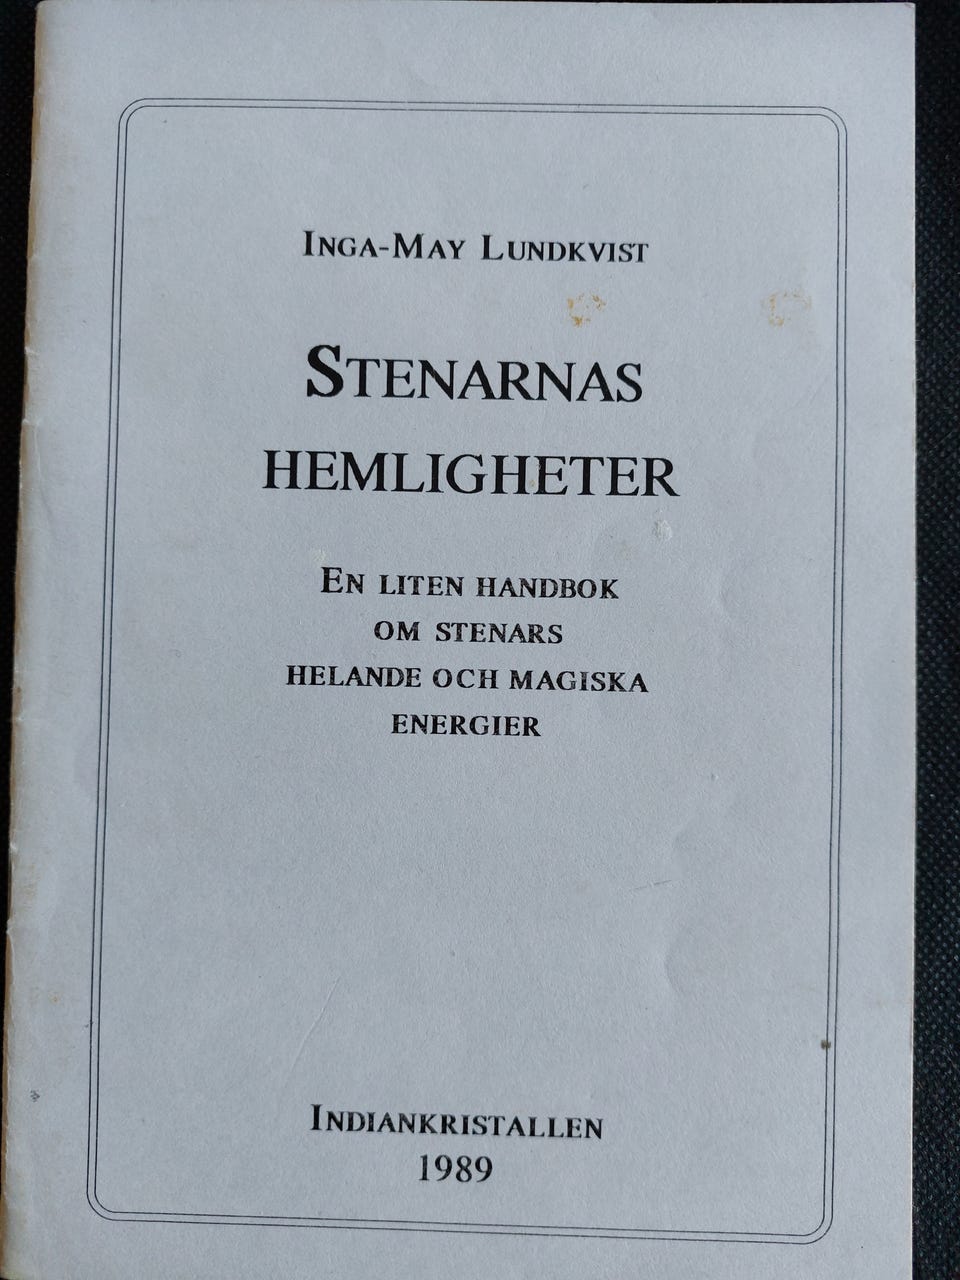 Inga-May Lundkvist
Stenarnas
hemligheter
En liten handbok
om stenars
helande och magiska
energier
Indiankristallen
1989